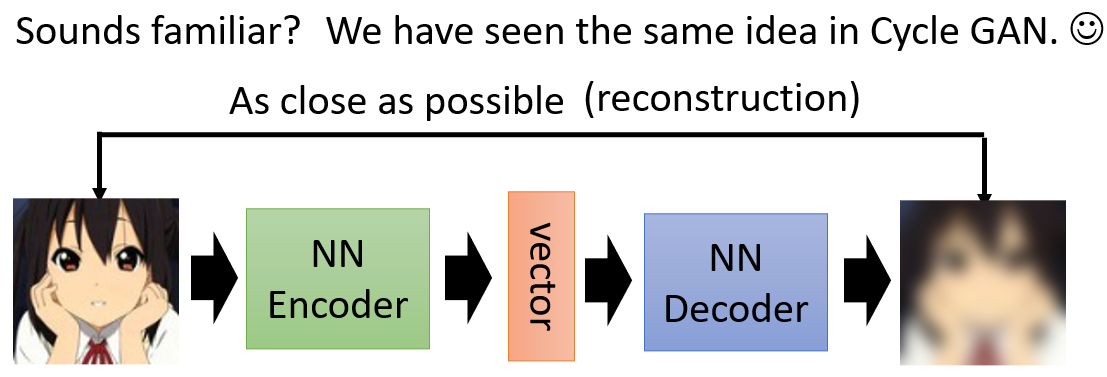 Sounds familiar? We have seen the same idea in Cycle GAN. ☺
As close as possible (reconstruction)
NN
Encoder
vector
NN
Decoder